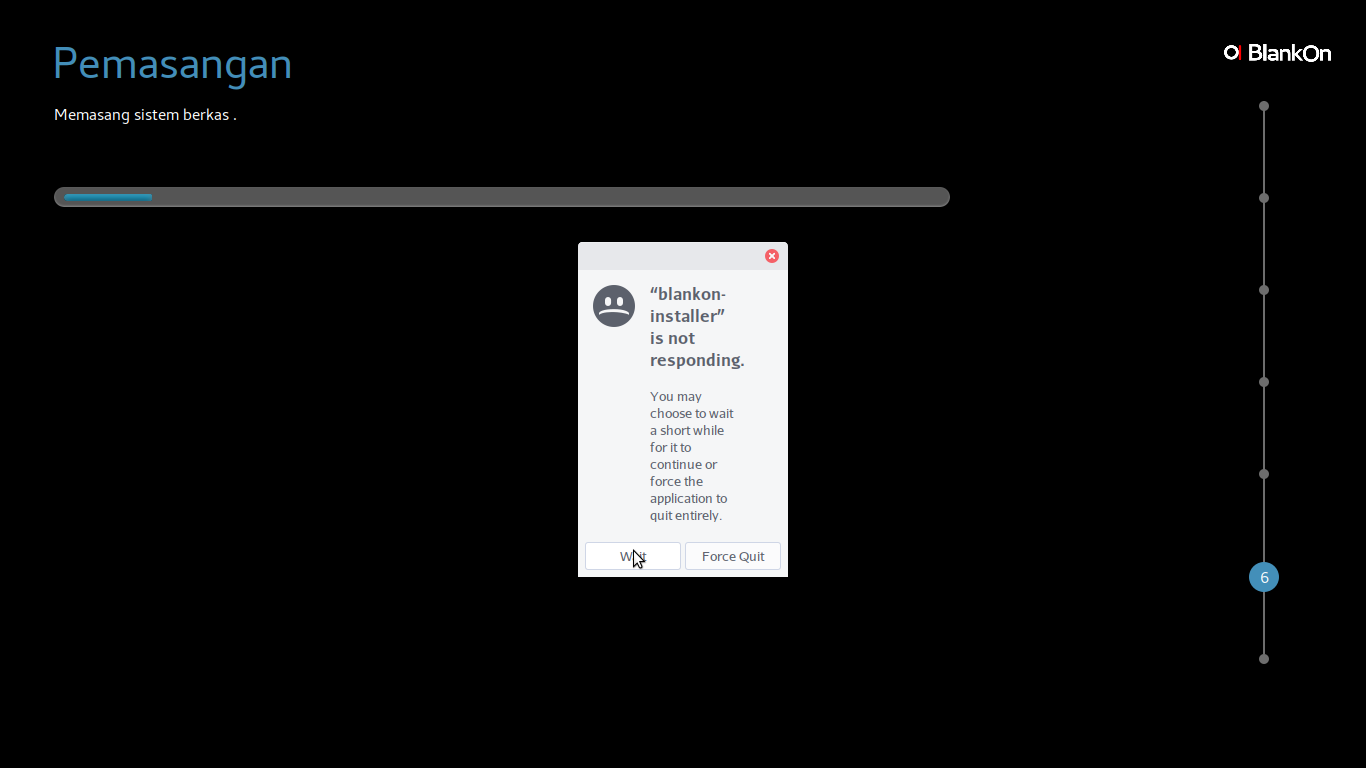 Pemasangan
BlankOn
Memasang sistem berkas .
“blankon-
installer”
is not
responding.
You may
choose to wait
a short while
for it to
continue or
force the
application to
quit entirely.
Wait
Force Quit
6